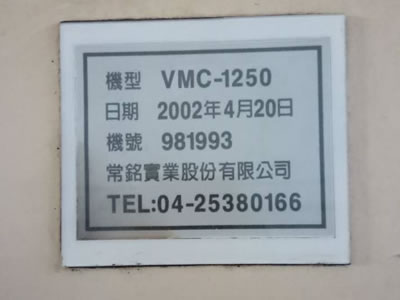 機型 VMC-1250
日期 2002年4月20日
機號 981993
常銘實業股份有限公司
TEL:04-25380166